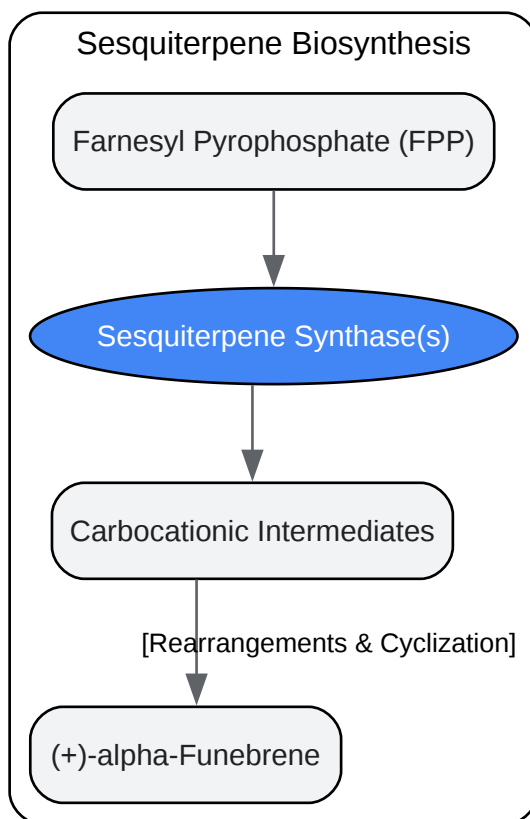 Sesquiterpene Biosynthesis
Farnesyl Pyrophosphate (FPP)
Sesquiterpene Synthase(s)
Carbocationic Intermediates
[Rearrangements & Cyclization]
(+)-alpha-Funebrene